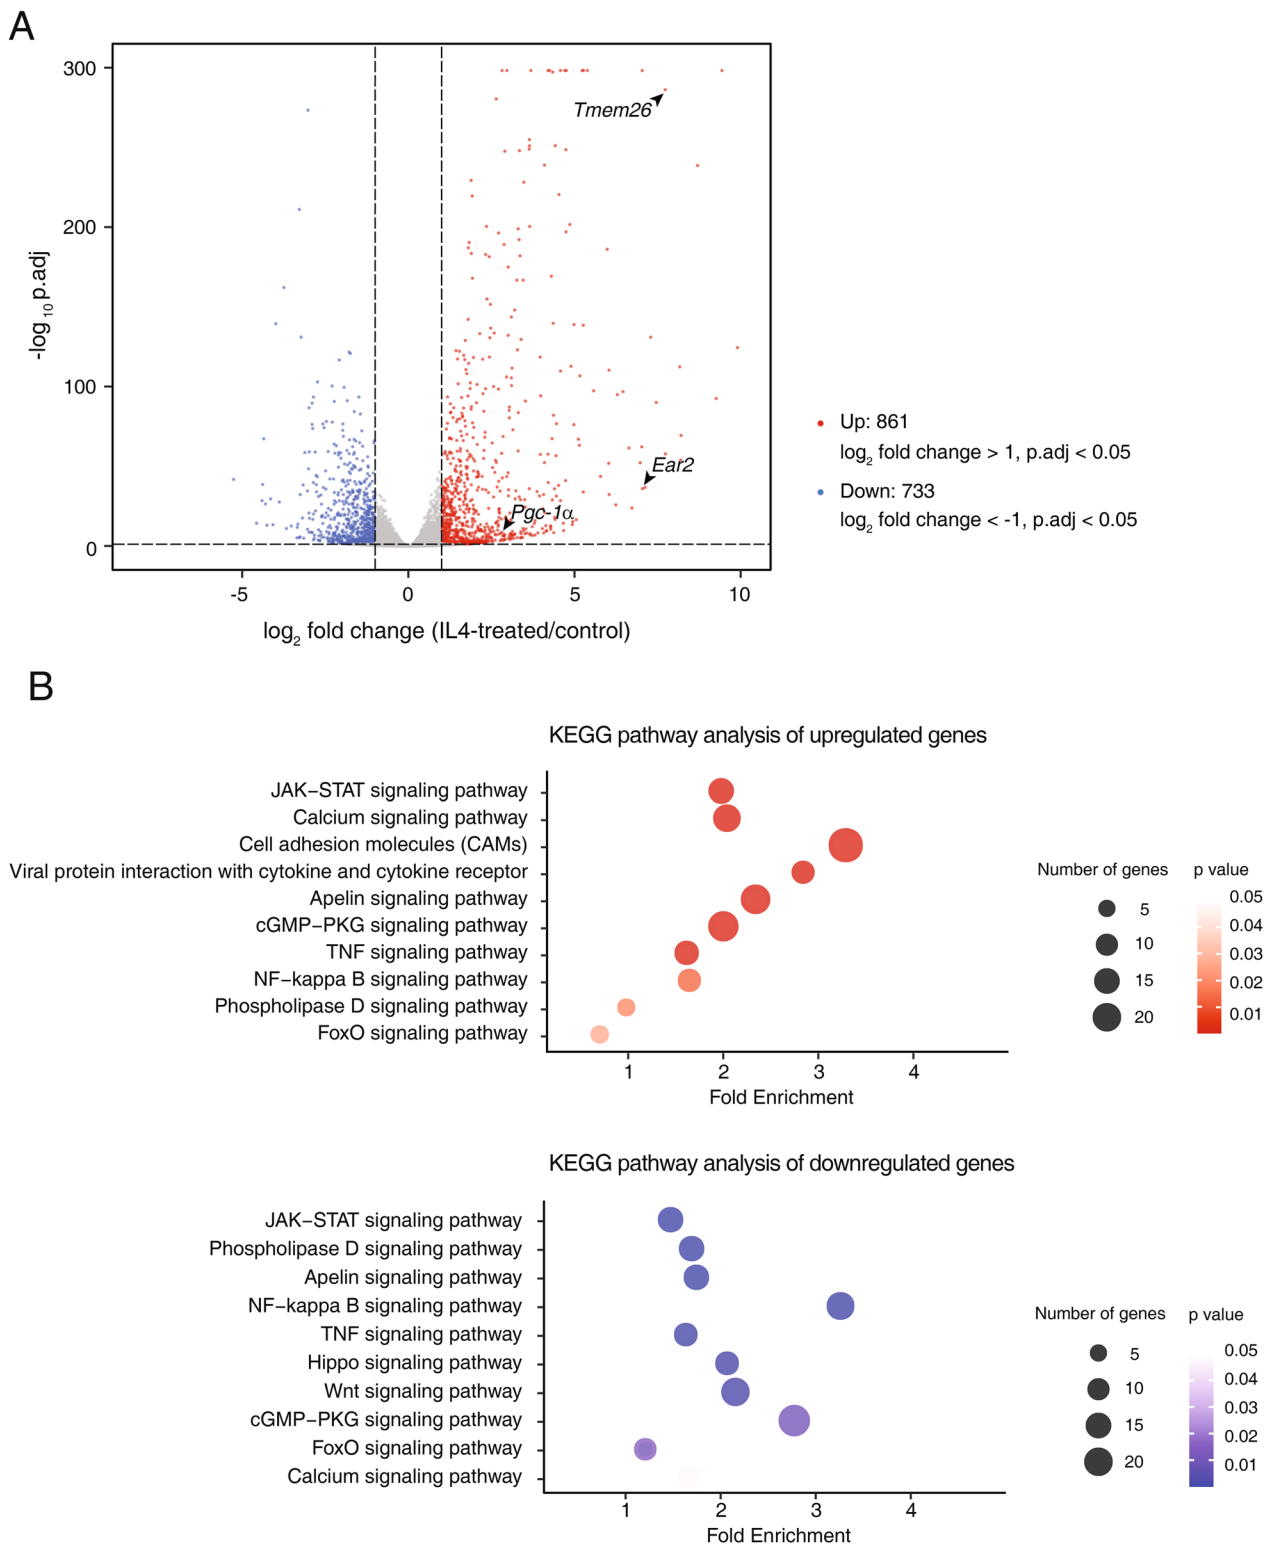 A
300
200
100
0
-log10 p.adj
Tmem26
Ear2
Pgc-1α
-5
0
5
10
log2 fold change (IL4-treated/control)
Up: 861
log2 fold change > 1, p.adj < 0.05
Down: 733
log2 fold change < -1, p.adj < 0.05
B
KEGG pathway analysis of upregulated genes
JAK−STAT signaling pathway
Calcium signaling pathway
Cell adhesion molecules (CAMs)
Viral protein interaction with cytokine and cytokine receptor
Apelin signaling pathway
cGMP−PKG signaling pathway
TNF signaling pathway
NF−kappa B signaling pathway
Phospholipase D signaling pathway
FoxO signaling pathway
1
2
3
4
Fold Enrichment
Number of genes
5
10
15
20
p value
0.05
0.04
0.03
0.02
0.01
KEGG pathway analysis of downregulated genes
JAK−STAT signaling pathway
Phospholipase D signaling pathway
Apelin signaling pathway
NF−kappa B signaling pathway
TNF signaling pathway
Hippo signaling pathway
Wnt signaling pathway
cGMP−PKG signaling pathway
FoxO signaling pathway
Calcium signaling pathway
1
2
3
4
Fold Enrichment
Number of genes
5
10
15
20
p value
0.05
0.04
0.03
0.02
0.01